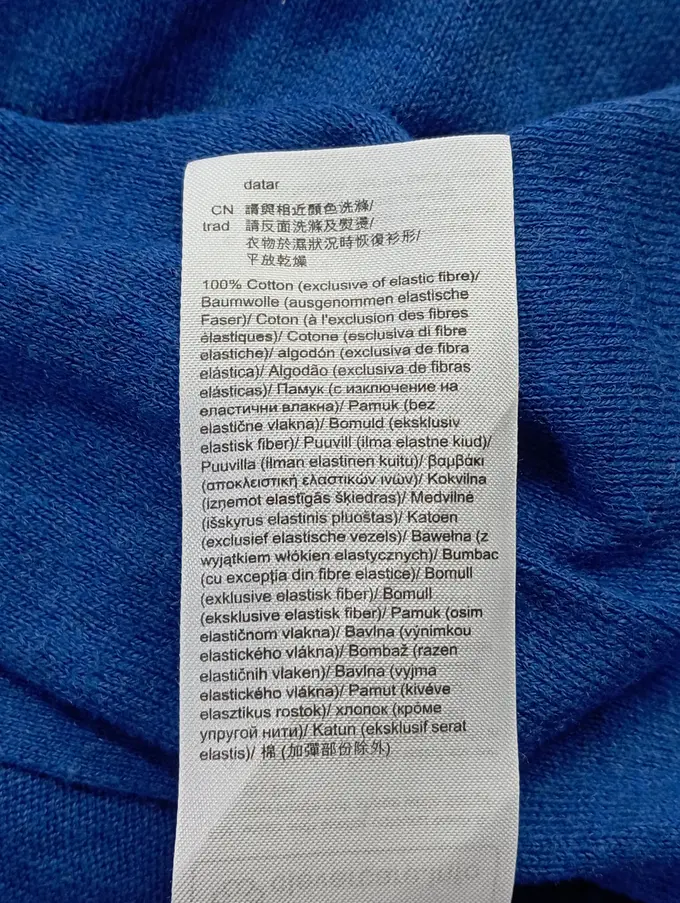 datar
CN 請與相近顏色洗滌/
trad 請反面洗滌及熨燙/
衣物於濕狀況時恢復衫形/
平放乾燥
100% Cotton (exclusive of elastic fibre)/
Baumwolle (ausgenommen elastische
Faser)/ Coton (à l'exclusion des fibres
élastiques)/ Cotone (esclusiva di fibre
elastiche)/ algodón (exclusiva de fibra
elástica)/ Algodão (exclusiva de fibras
elásticas)/ Памук (с изключение на
еластични влакна)/ Pamuk (bez
elastične vlakna)/ Bomuld (eksklusiv
elastisk fiber)/ Puuvill (ilma elastne kiud)/
Puuvilla (ilman elastinen kuitu)/ βαμβάκι
(αποκλειστική ελαστικών ινών)/ Kokvilna
(izņemot elastīgās šķiedras)/ Medvilnė
(išskyrus elastinis pluoštas)/ Katoen
(exclusief elastische vezels)/ Bawełna (z
wyjątkiem włókien elastycznych)/ Bumbac
(cu excepția din fibre elastice)/ Bomull
(exklusive elastisk fiber)/ Bomull
(eksklusive elastisk fiber)/ Pamuk (osim
elastičnom vlakna)/ Bavlna (výnimkou
elastického vlákna)/ Bombaž (razen
elastičnih vlaken)/ Bavlna (vyjma
elastického vlákna)/ Pamut (kivéve
elasztikus rostok)/ хлопок (кроме
упругой нити)/ Katun (eksklusif serat
elastis)/ 棉 (加彈部份除外)